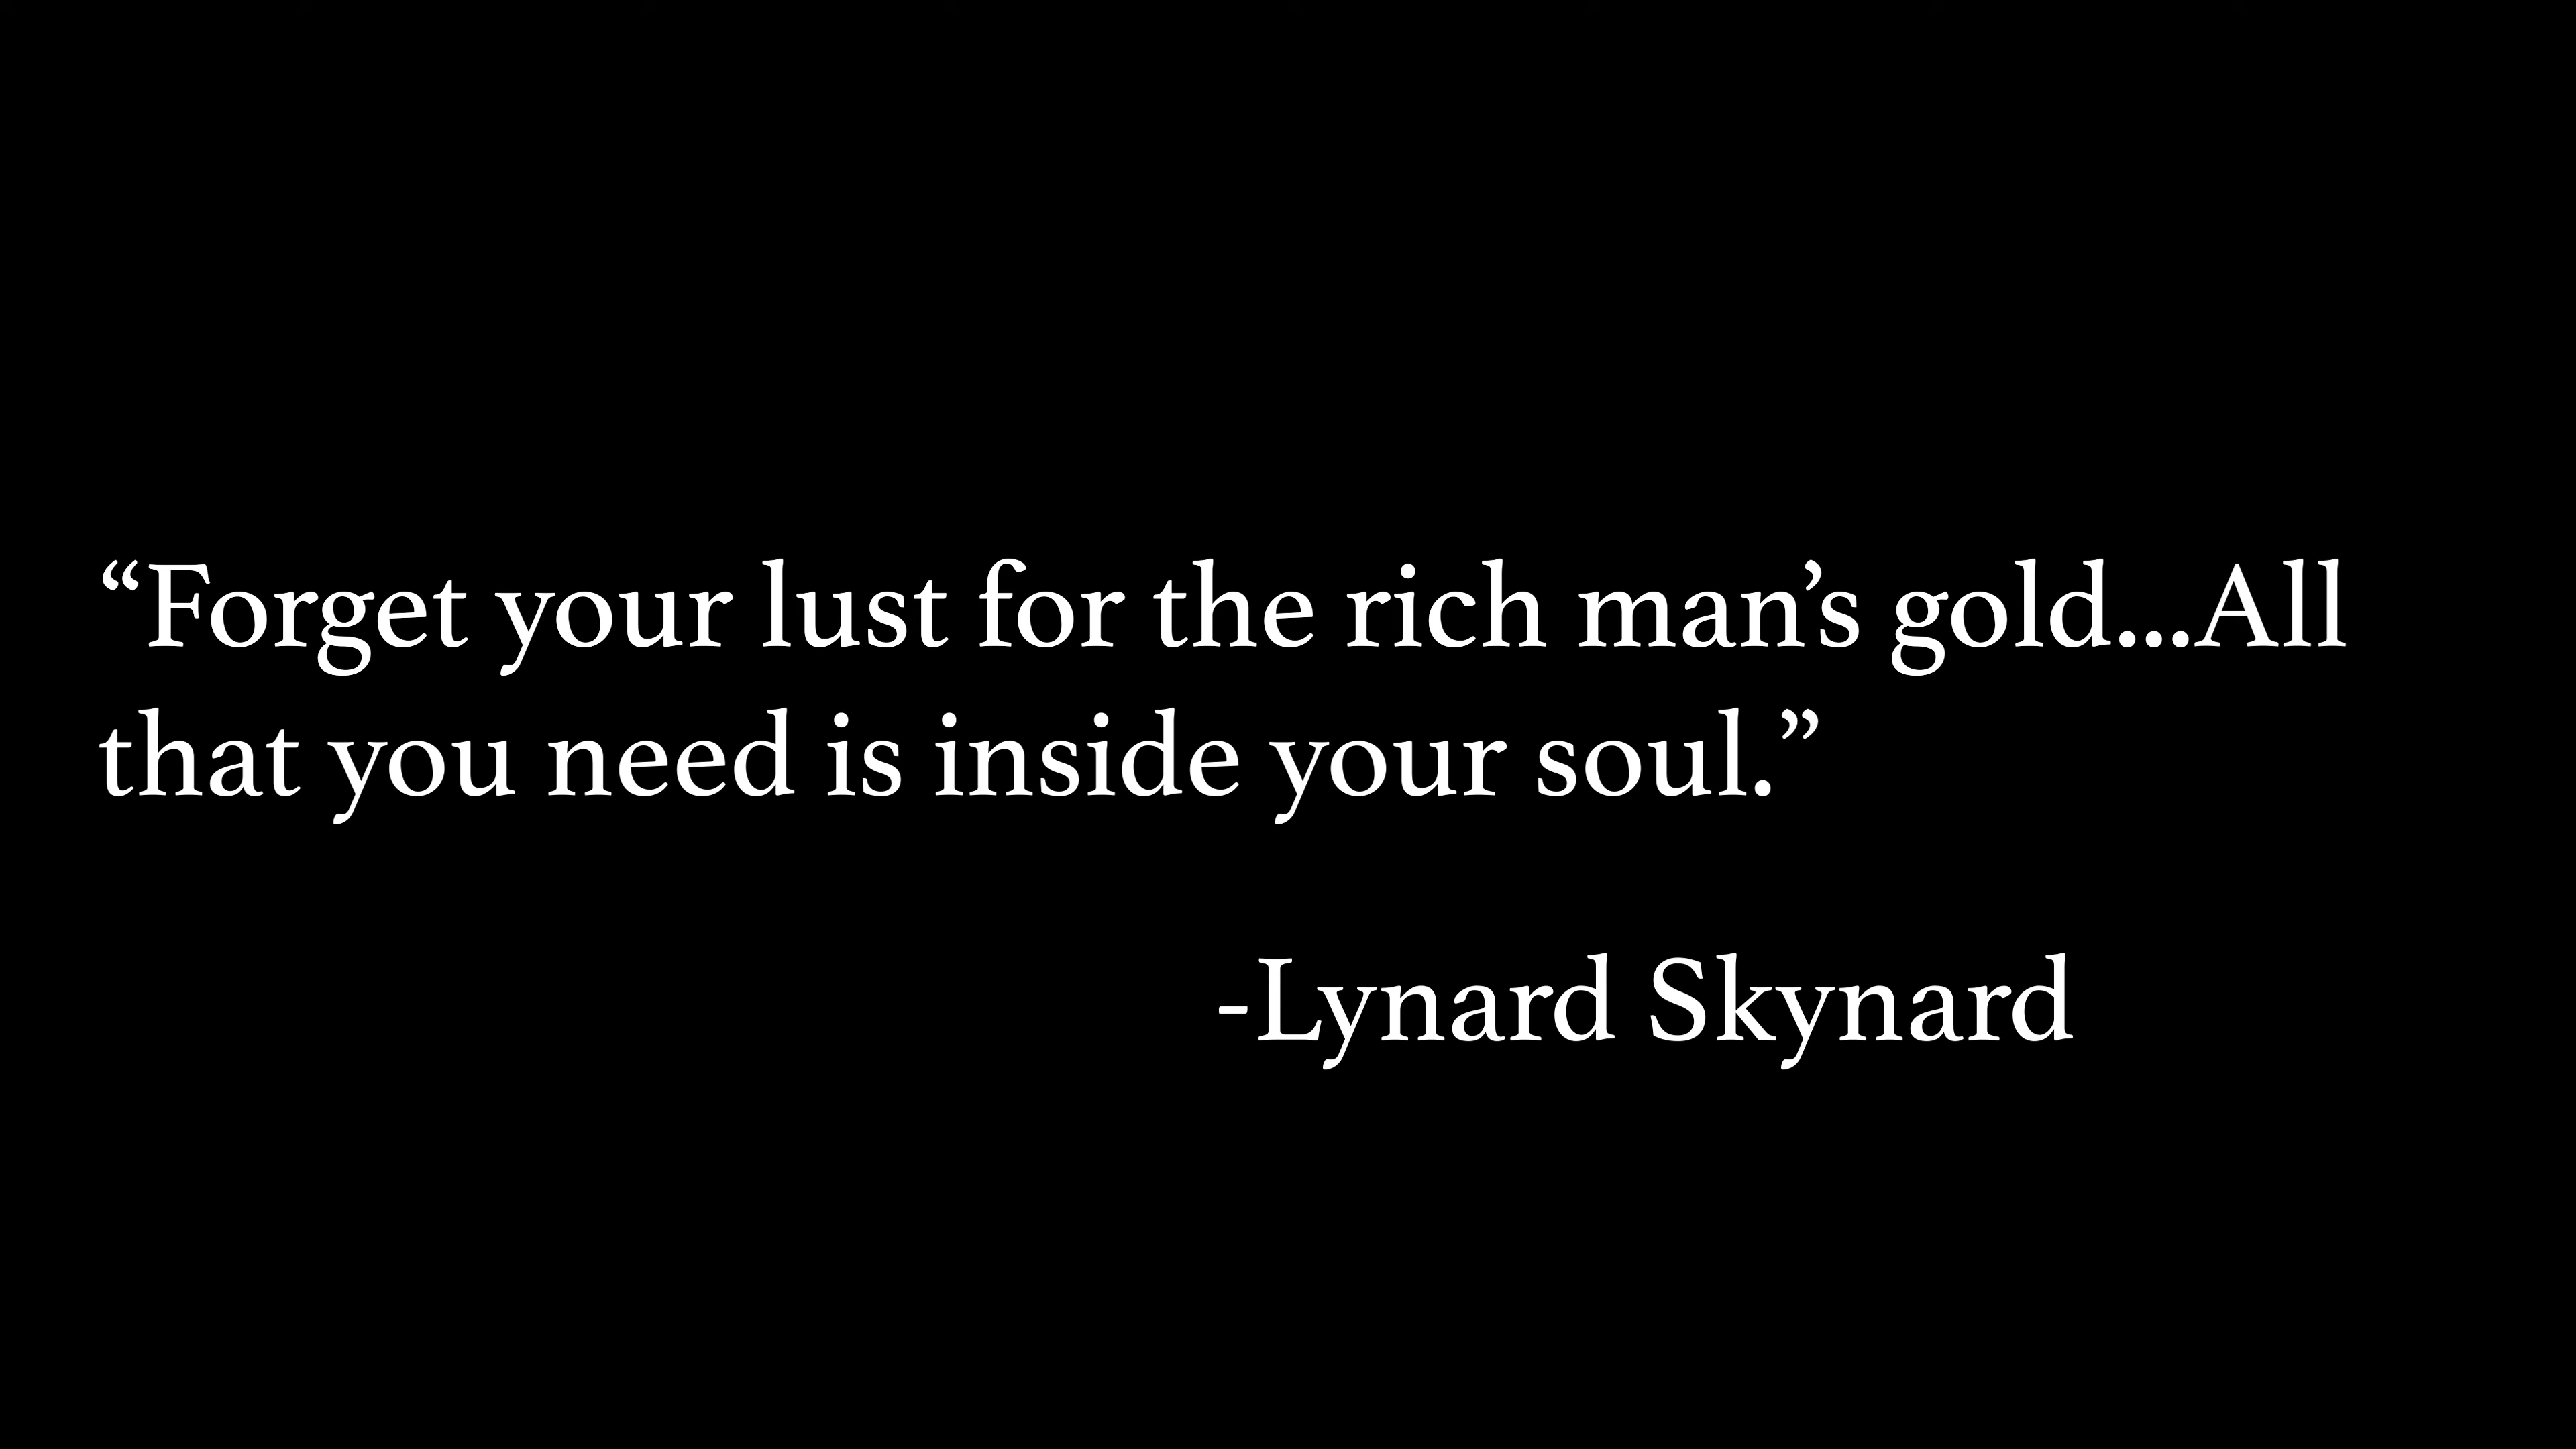 “Forget your lust for the rich man’s gold...All
that you need is inside your soul.”
-Lynard Skynard